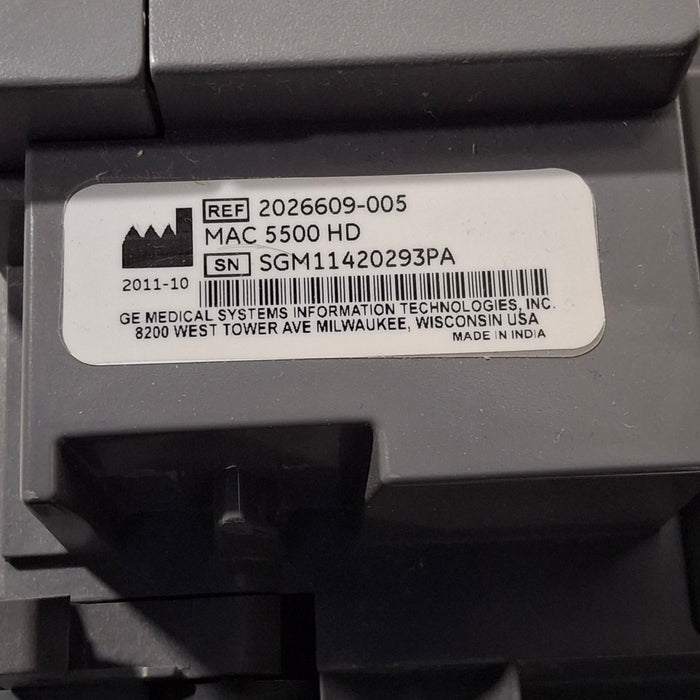 REF 2026609-005
MAC 5500 HD
SN SGM11420293PA
2011-10
GE MEDICAL SYSTEMS INFORMATION TECHNOLOGIES, INC.
8200 WEST TOWER AVE MILWAUKEE, WISCONSIN USA
MADE IN INDIA